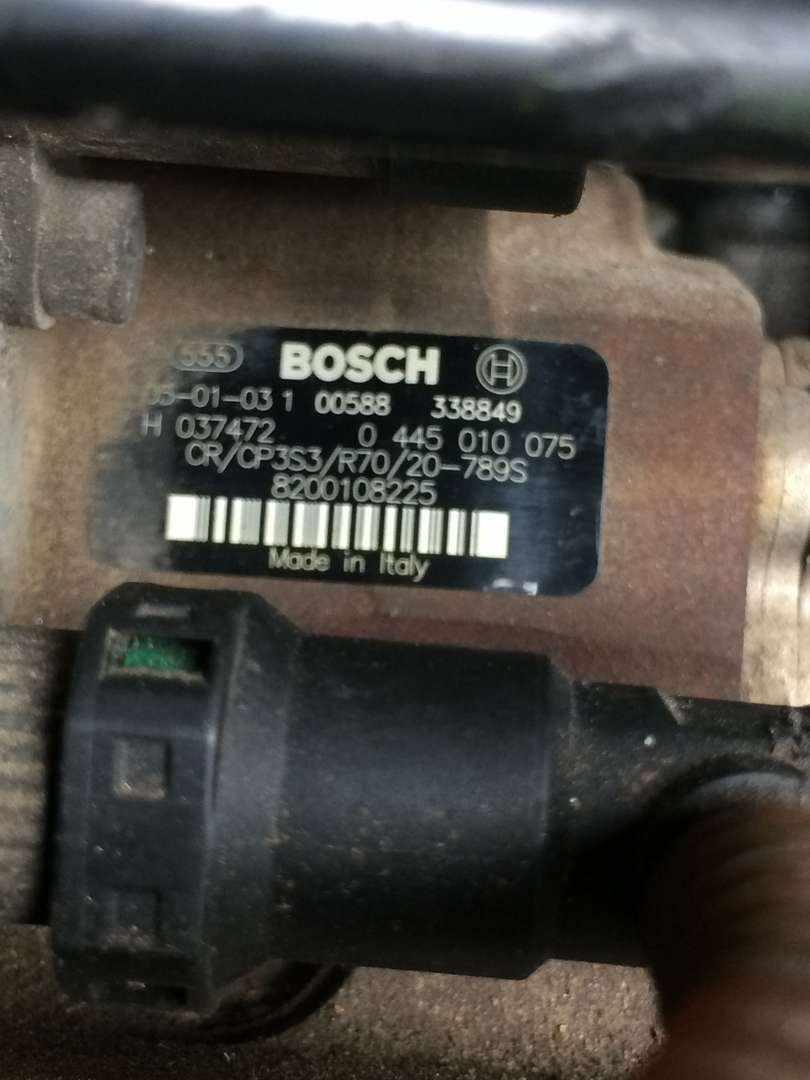 555 BOSCH H
05-01-03 1 00588 338849
H 037472 0 445 010 075
CR/CP3S3/R70/20-789S
8200108225
Made in Italy